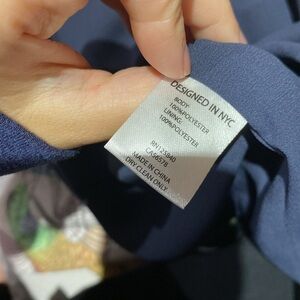 DESIGNED IN NYC
BODY:
100%POLYESTER
LINING:
100%POLYESTER
MADE IN CHINA
DRY CLEAN ONLY